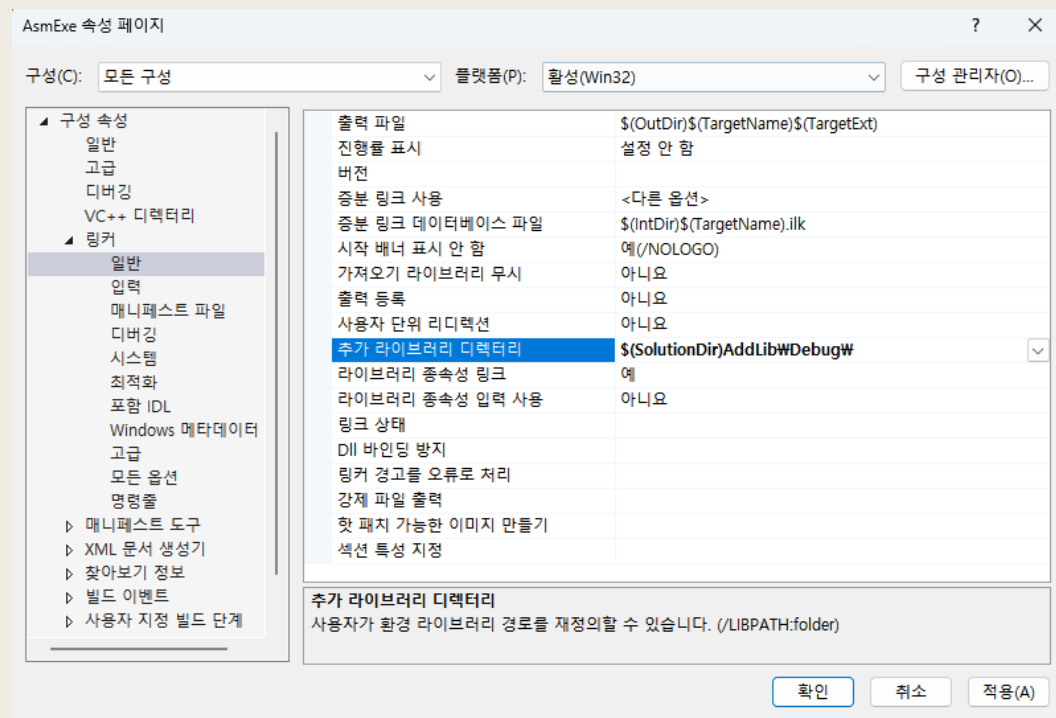 AsmExe 속성 페이지 ?
구성(C): 모든 구성 플랫폼(P): 활성(Win32) 구성 관리자(O)...
구성 속성
일반
고급
디버깅
VC++ 디렉터리
링커
일반
입력
매니페스트 파일
디버깅
시스템
최적화
포함 IDL
Windows 메타데이터
고급
모든 옵션
명령줄
매니페스트 도구
XML 문서 생성기
찾아보기 정보
빌드 이벤트
사용자 지정 빌드 단계
출력 파일 $(OutDir)$(TargetName)$(TargetExt)
진행률 표시 설정 안 함
버전
증분 링크 사용 <다른 옵션>
증분 링크 데이터베이스 파일 $(IntDir)$(TargetName).ilk
시작 배너 표시 안 함 예(/NOLOGO)
가져오기 라이브러리 무시 아니요
출력 등록 아니요
사용자 단위 리디렉션 아니요
추가 라이브러리 디렉터리 $(SolutionDir)AddLib₩Debug₩
라이브러리 종속성 링크 예
라이브러리 종속성 입력 사용 아니요
링크 상태
Dll 바인딩 방지
링커 경고를 오류로 처리
강제 파일 출력
핫 패치 가능한 이미지 만들기
섹션 특성 지정
추가 라이브러리 디렉터리
사용자가 환경 라이브러리 경로를 재정의할 수 있습니다. (/LIBPATH:folder)
확인 취소 적용(A)